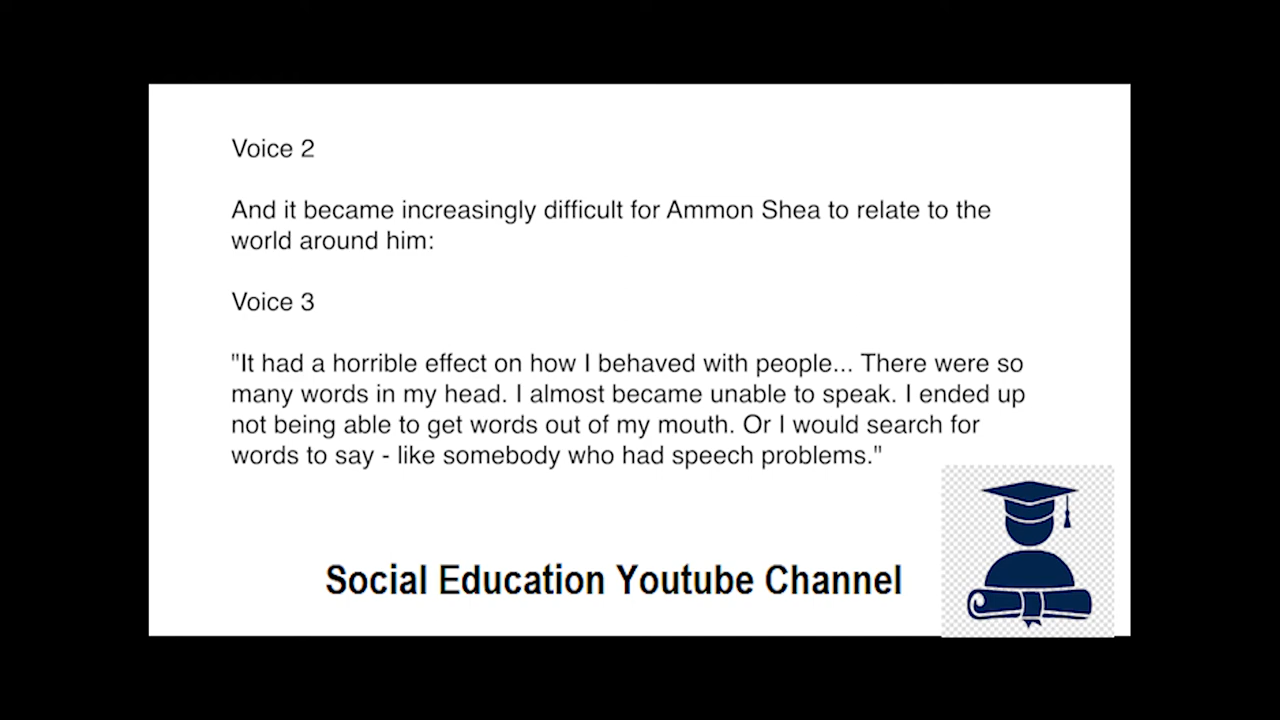 Voice 2
And it became increasingly difficult for Ammon Shea to relate to the
world around him:
Voice 3
"It had a horrible effect on how I behaved with people... There were so
many words in my head. I almost became unable to speak. I ended up
not being able to get words out of my mouth. Or I would search for
words to say - like somebody who had speech problems."
Social Education Youtube Channel